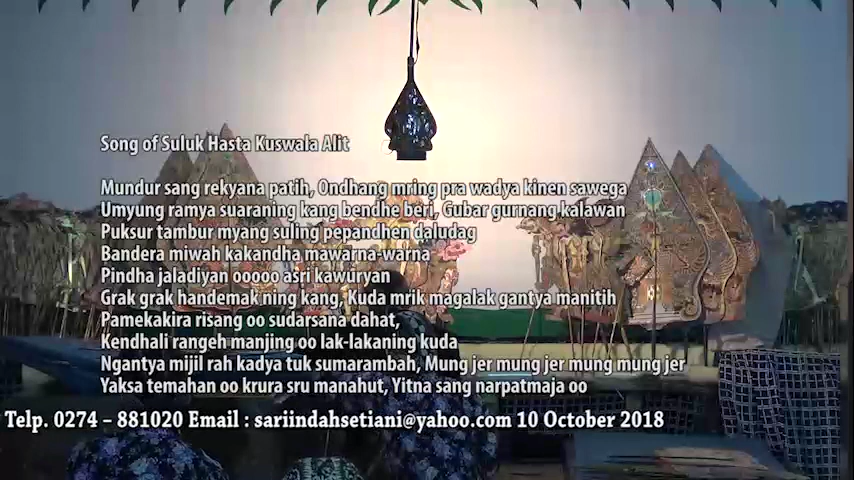 Song of Suluk Hasta Kuswala Alit
Mundur sang rekyana patih, Ondhang mring pra wadya kinen sawega
Umyung ramya suaraning kang bendhe beri, Gubar gurnang kalawan
Puksur tambur myang suling pepandhen daludag
Bandera miwah kakandha mawarna-warna
Pindha jaladiyan ooooo asri kawuryan
Grak grak handemak ning kang, Kuda mrik magalak gantya manitih
Pamekakira risang oo sudarsana dahat,
Kendhali rangeh manjing oo lak-lakaning kuda
Ngantya mijil rah kadya tuk sumarambah, Mung jer mung jer mung mung jer
Yaksa temahan oo krura sru manahut, Yitna sang narpatmaja oo
Telp. 0274 – 881020 Email : sariindahsetiani@yahoo.com 10 October 2018